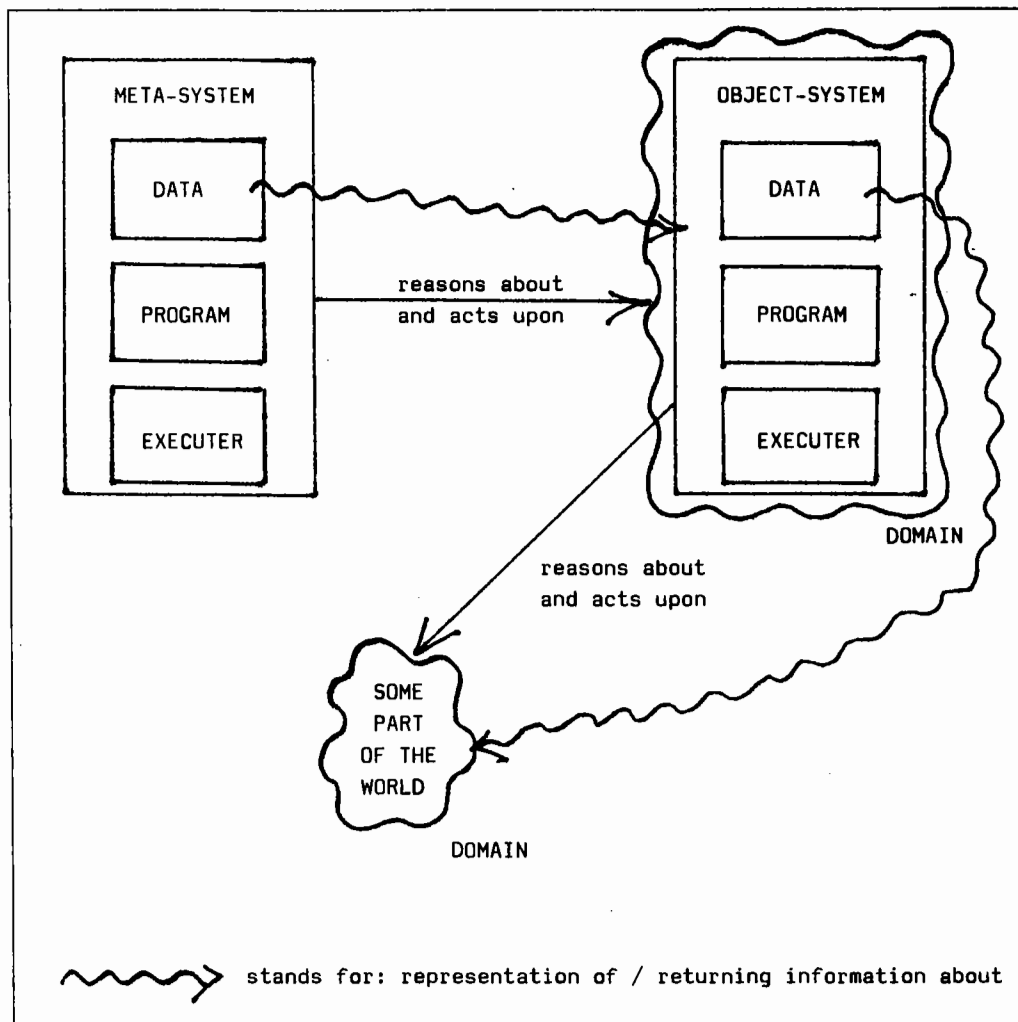 META-SYSTEM
DATA
PROGRAM
EXECUTER
reasons about
and acts upon
OBJECT-SYSTEM
DATA
PROGRAM
EXECUTER
DOMAIN
reasons about
and acts upon
SOME
PART
OF THE
WORLD
DOMAIN
stands for: representation of / returning information about